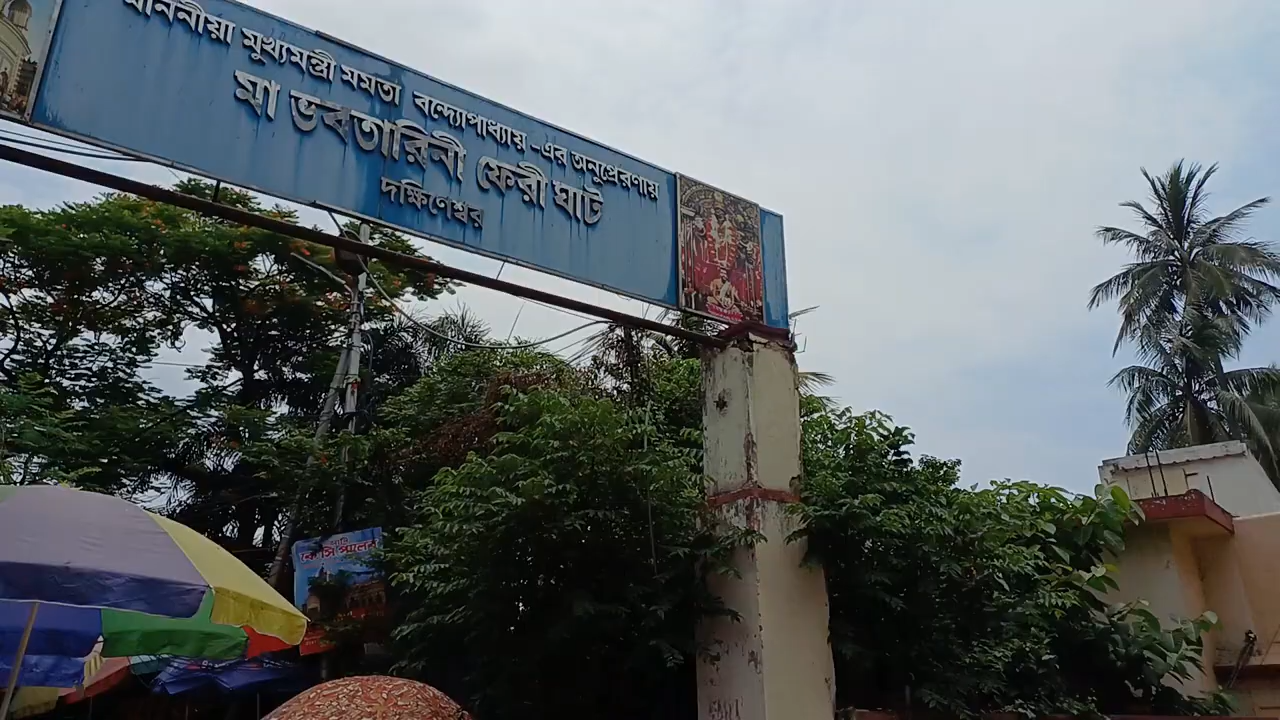 মাননীয়া মুখ্যমন্ত্রী মমতা বন্দ্যোপাধ্যায় -এর অনুপ্রেরণায়
মা ভবতারিনী ফেরী ঘাট
দক্ষিণেশ্বর
কে সি পালের